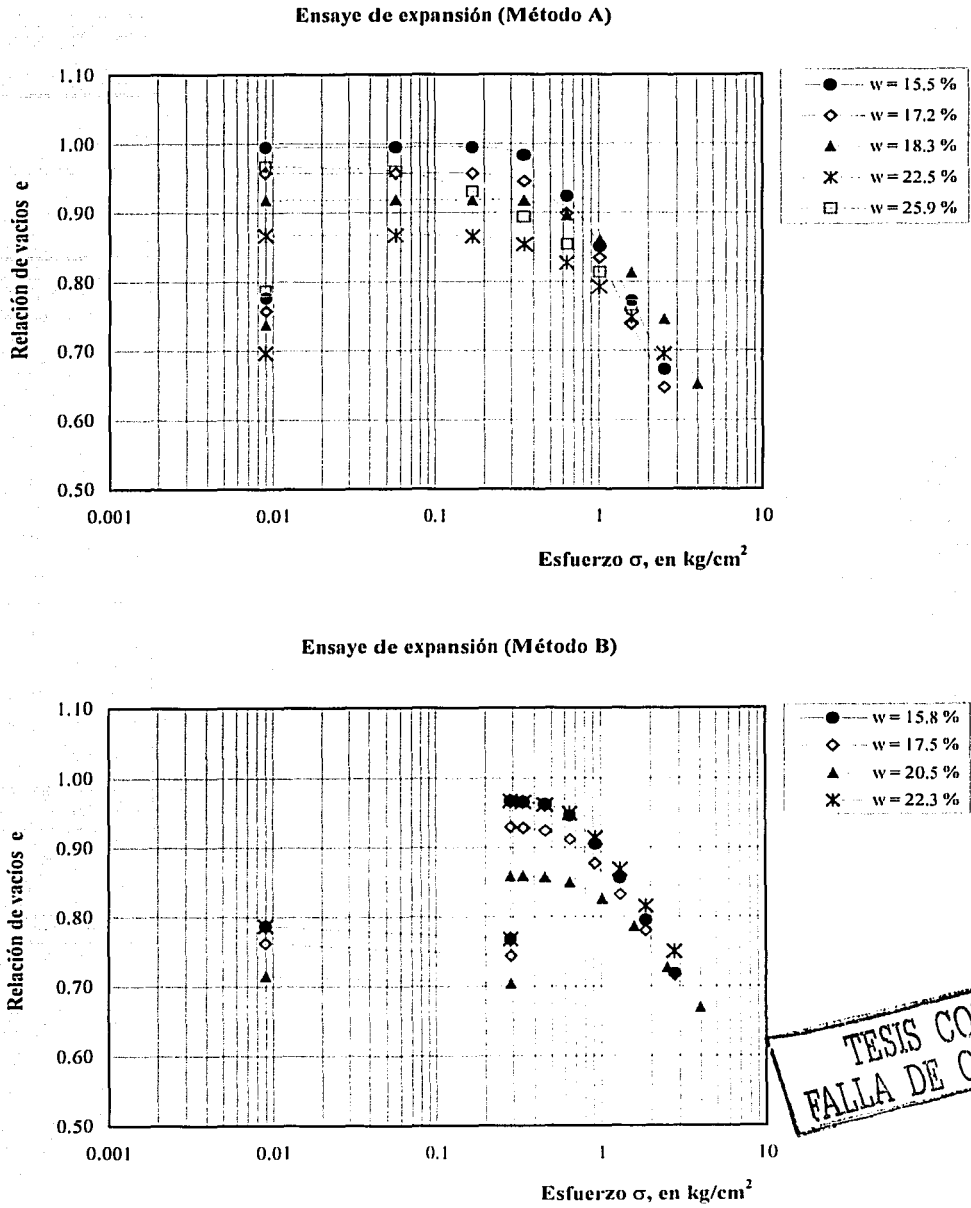 Ensaye de expansión (Método A)
Relación de vacíos e
1.10
1.00
0.90
0.80
0.70
0.60
0.50
0.001
0.01
0.1
1
10
Esfuerzo σ, en kg/cm²
w = 15.5 %
w = 17.2 %
w = 18.3 %
w = 22.5 %
w = 25.9 %
Ensaye de expansión (Método B)
Relación de vacíos e
1.10
1.00
0.90
0.80
0.70
0.60
0.50
0.001
0.01
0.1
1
10
Esfuerzo σ, en kg/cm²
w = 15.8 %
w = 17.5 %
w = 20.5 %
w = 22.3 %
TESIS CO
FALLA DE